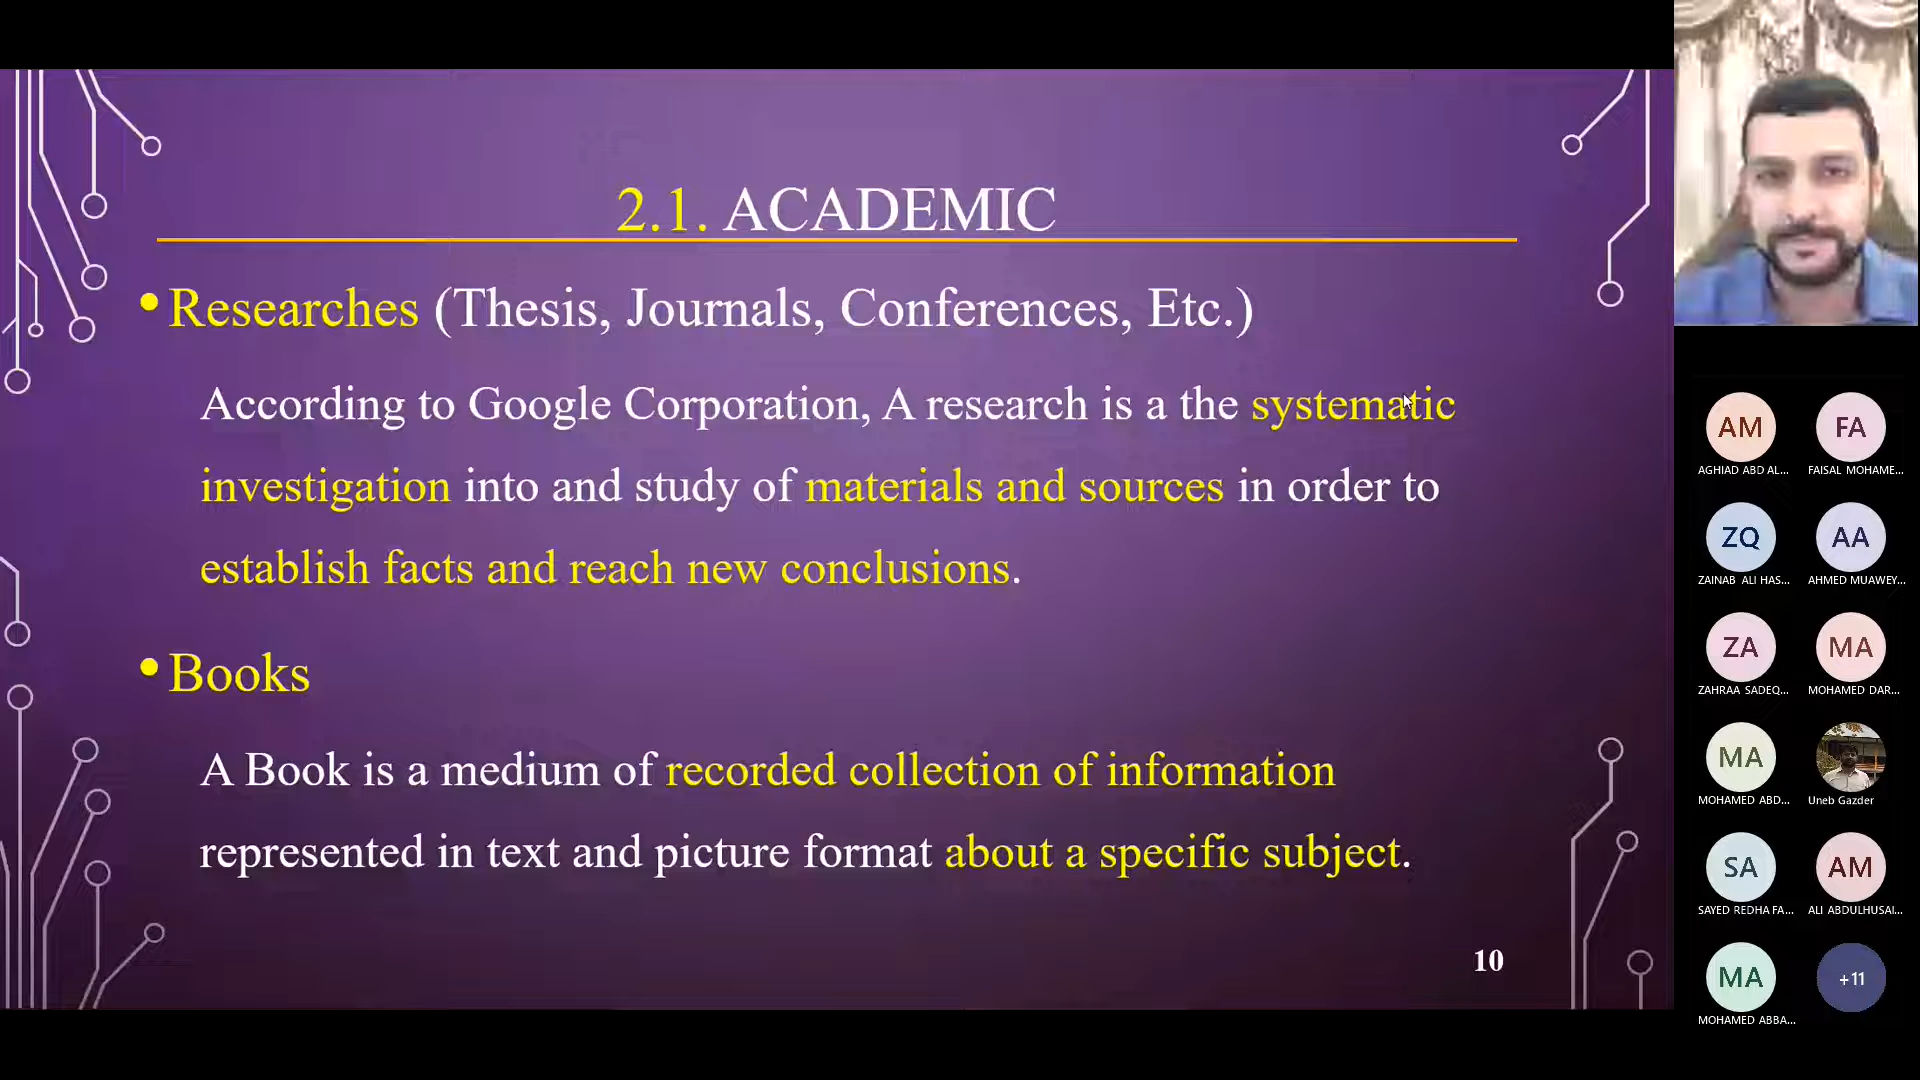 2.1. ACADEMIC
•Researches (Thesis, Journals, Conferences, Etc.)
According to Google Corporation, A research is a the systematic
investigation into and study of materials and sources in order to
establish facts and reach new conclusions.
•Books
A Book is a medium of recorded collection of information
represented in text and picture format about a specific subject.
10
AM FA
AGHIAD ABD AL... FAISAL MOHAME...
ZQ AA
ZAINAB ALI HAS... AHMED MUAWEY...
ZA MA
ZAHRAA SADEQ... MOHAMED DAR...
MA
MOHAMED ABD... Uneb Gazder
SA AM
SAYED REDHA FA... ALI ABDULHUSAI...
MA +11
MOHAMED ABBA...